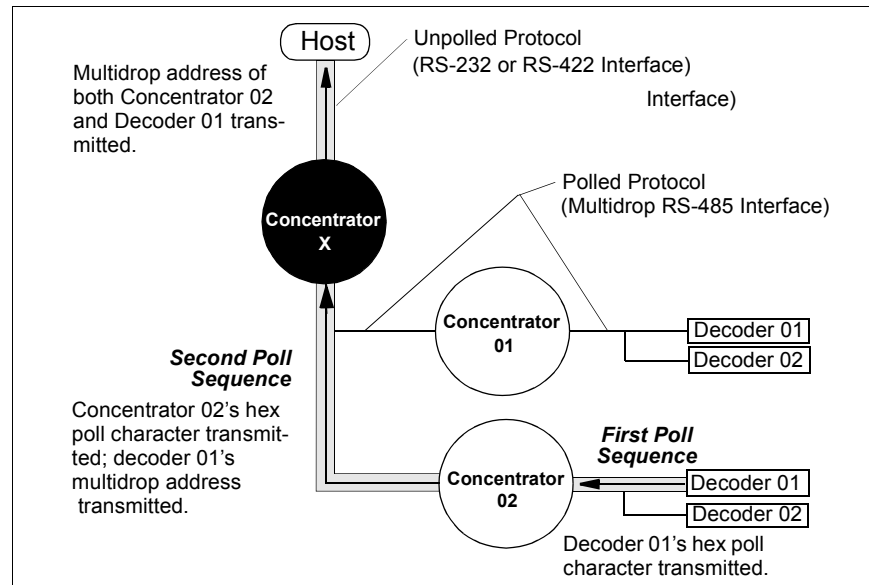 Host
Unpolled Protocol
(RS-232 or RS-422 Interface)
Interface)
Multidrop address of
both Concentrator 02
and Decoder 01 trans-
mitted.
Concentrator
X
Polled Protocol
(Multidrop RS-485 Interface)
Concentrator
01
Decoder 01
Decoder 02
Second Poll
Sequence
Concentrator 02's hex
poll character transmit-
ted; decoder 01's
multidrop address
transmitted.
Concentrator
02
First Poll
Sequence
Decoder 01
Decoder 02
Decoder 01's hex poll
character transmitted.